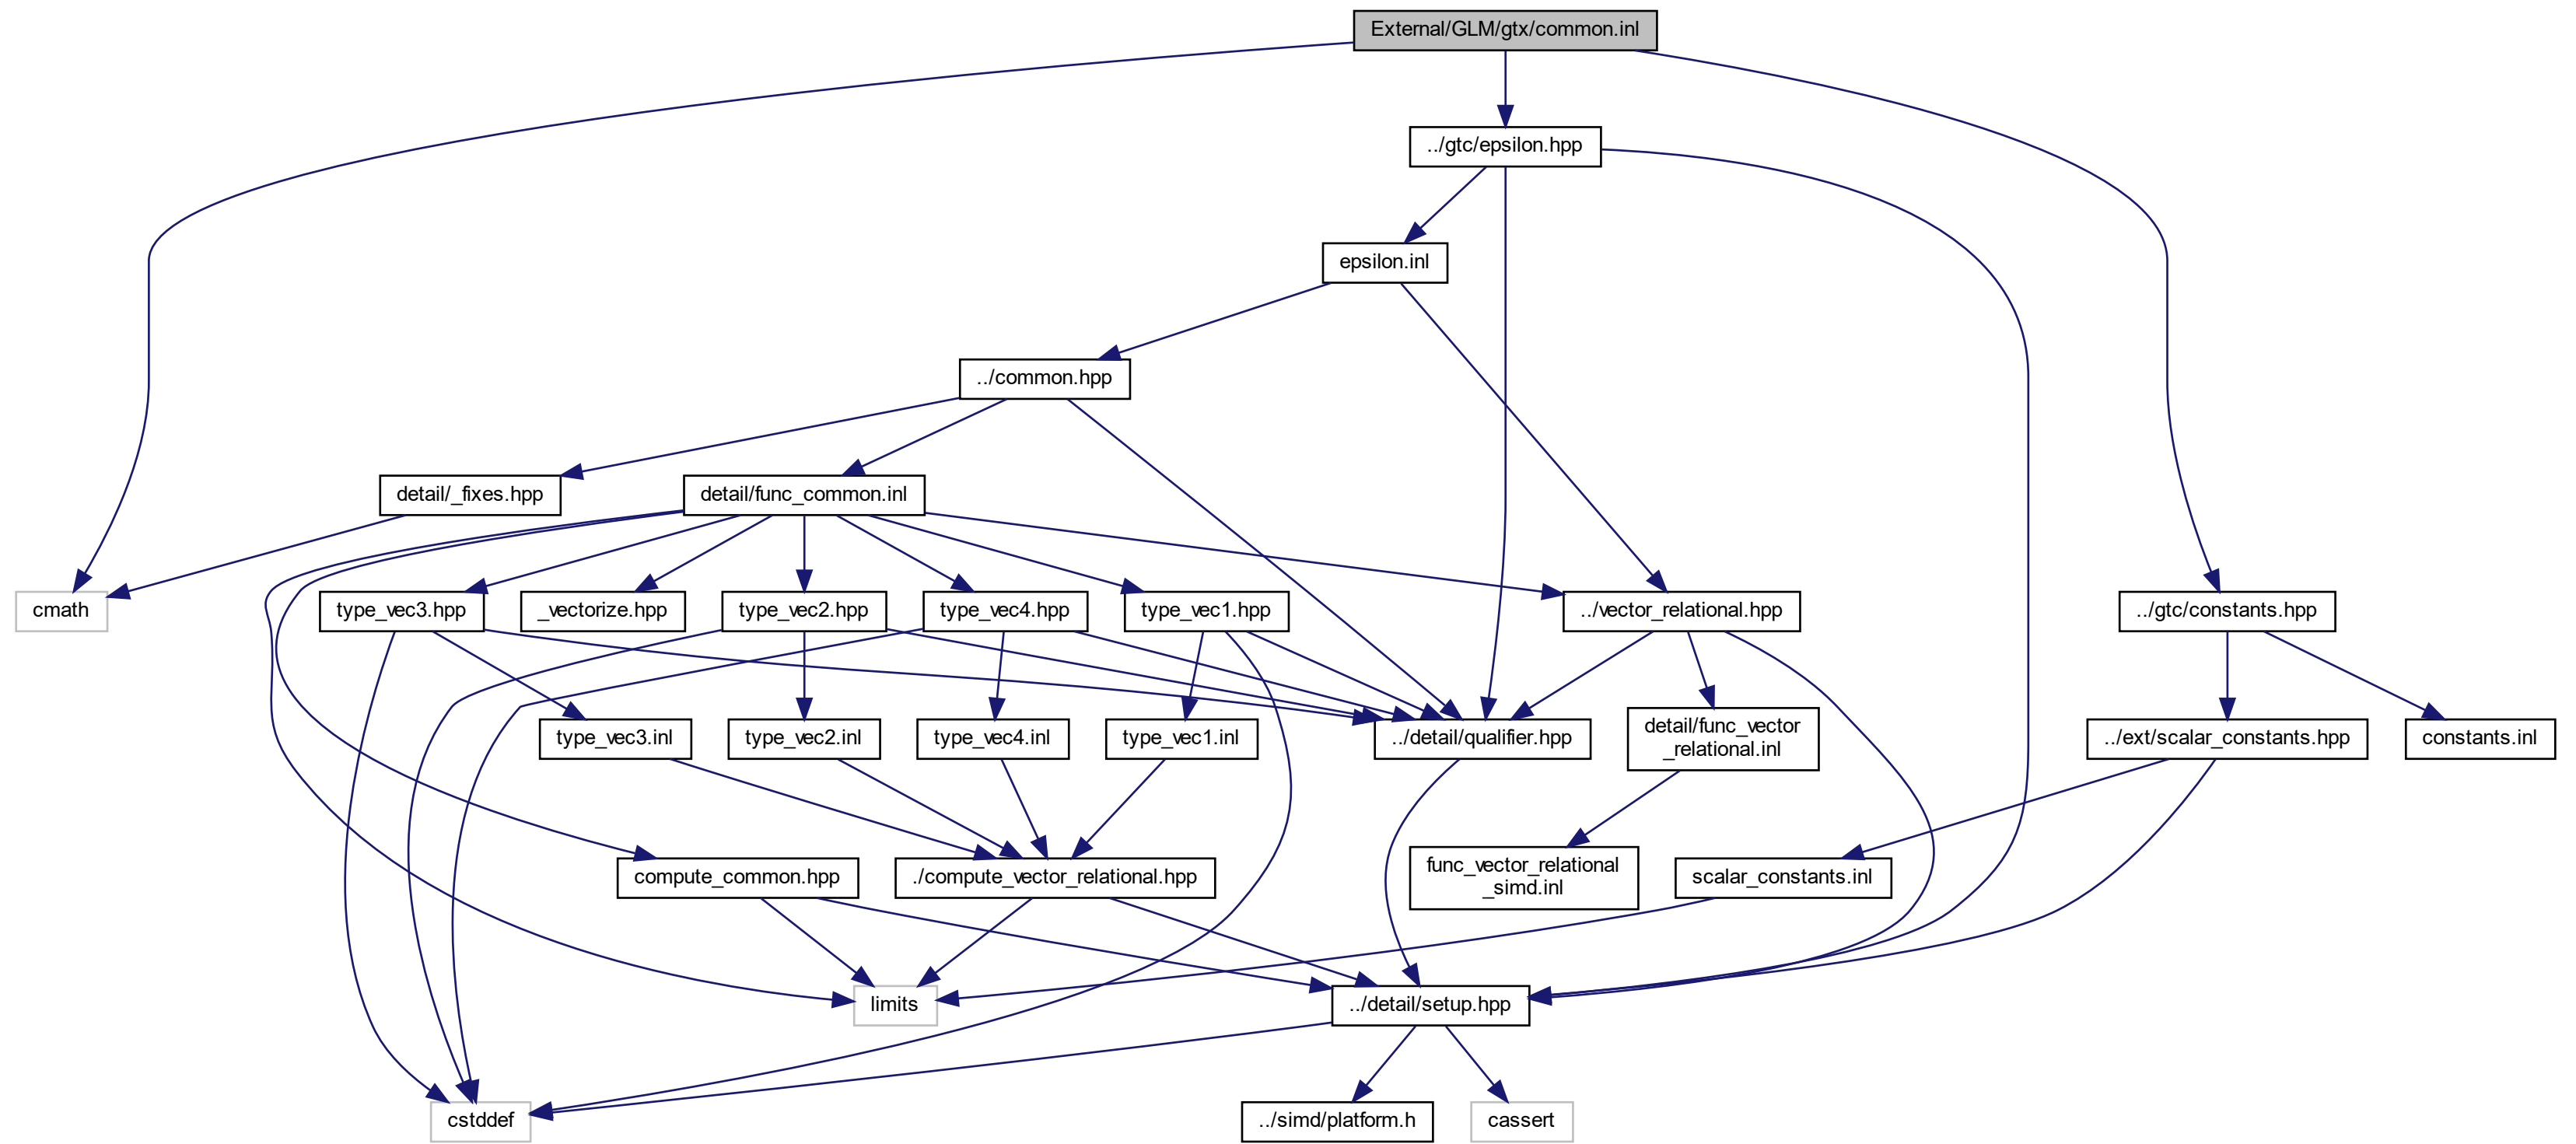 External/GLM/gtx/common.inl
../gtc/epsilon.hpp
epsilon.inl
../common.hpp
detail/_fixes.hpp
detail/func_common.inl
cmath
type_vec3.hpp
_vectorize.hpp
type_vec2.hpp
type_vec4.hpp
type_vec1.hpp
../vector_relational.hpp
../gtc/constants.hpp
type_vec3.inl
type_vec2.inl
type_vec4.inl
type_vec1.inl
../detail/qualifier.hpp
detail/func_vector
_relational.inl
../ext/scalar_constants.hpp
constants.inl
compute_common.hpp
./compute_vector_relational.hpp
func_vector_relational
_simd.inl
scalar_constants.inl
limits
../detail/setup.hpp
cstddef
../simd/platform.h
cassert